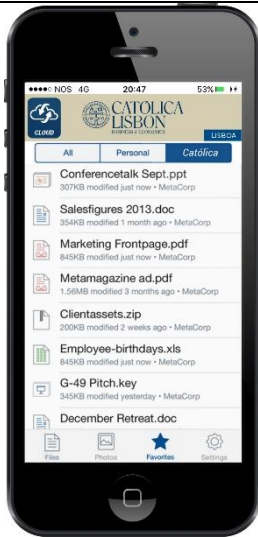 NOS 4G 20:47 53%
CLOUD
CATOLICA
LISBON
BUSINESS & ECONOMICS
LISBOA
All Personal Católica
Conferencetalk Sept.ppt
307KB modified just now • MetaCorp
Salesfigures 2013.doc
354KB modified 1 month ago • MetaCorp
Marketing Frontpage.pdf
845KB modified just now • MetaCorp
Metamagazine ad.pdf
1.56MB modified 3 months ago • MetaCorp
Clientassets.zip
200KB modified 2 weeks ago • MetaCorp
Employee-birthdays.xls
845KB modified just now • MetaCorp
G-49 Pitch.key
345KB modified yesterday • MetaCorp
December Retreat.doc
Files Photos Favorites Settings